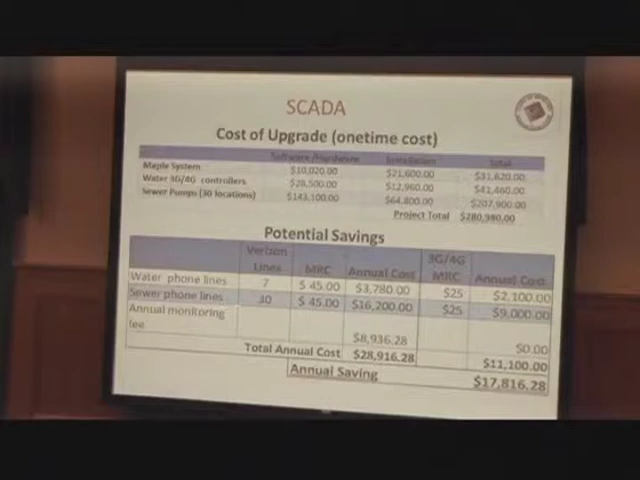 SCADA
Cost of Upgrade (onetime cost)
Software/Hardware Installation Total
Maple System $10,020.00 $21,600.00 $31,620.00
Water 3G/4G controllers $28,500.00 $12,960.00 $41,460.00
Sewer Pumps (30 locations) $143,100.00 $64,800.00 $207,900.00
Project Total $280,980.00
Potential Savings
Verizon Lines MRC Annual Cost 3G/4G MRC Annual Cost
Water phone lines 7 $ 45.00 $3,780.00 $25 $2,100.00
Sewer phone lines 30 $ 45.00 $16,200.00 $25 $9,000.00
Annual monitoring fee $8,936.28 $0.00
Total Annual Cost $28,916.28 $11,100.00
Annual Saving $17,816.28